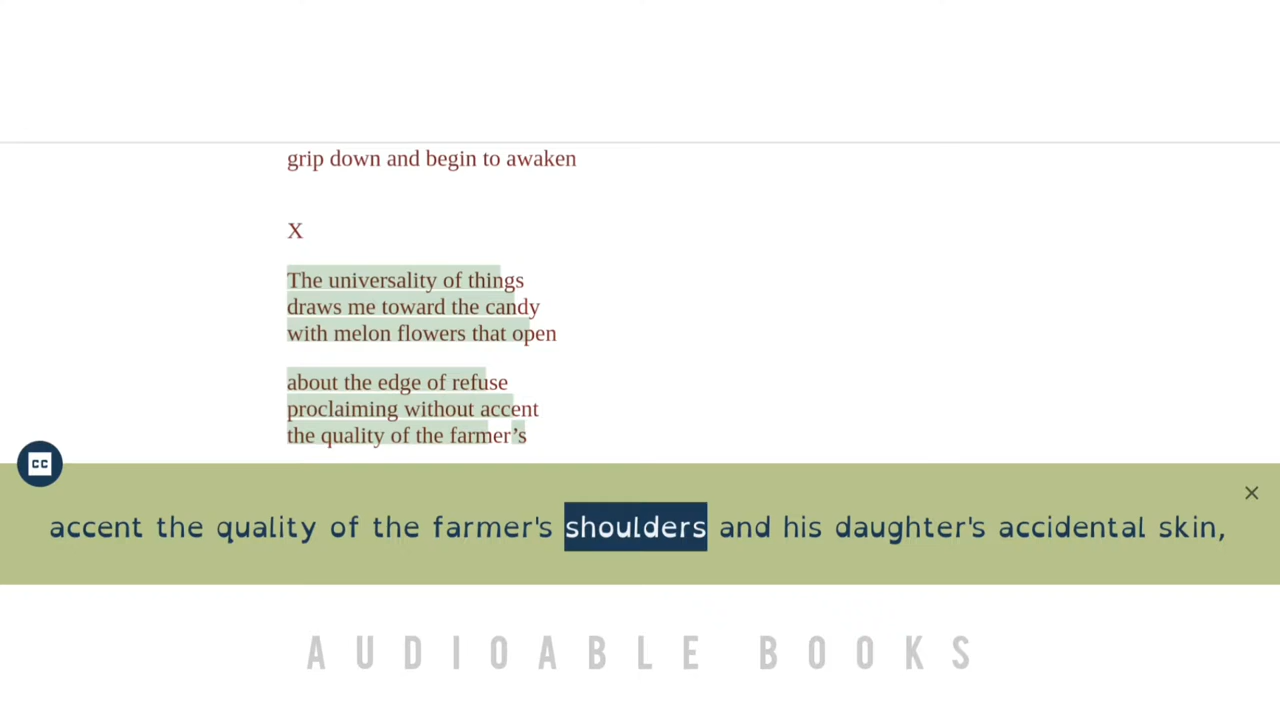 grip down and begin to awaken
X
The universality of things
draws me toward the candy
with melon flowers that open
about the edge of refuse
proclaiming without accent
the quality of the farmer’s
CC
accent the quality of the farmer's shoulders and his daughter's accidental skin,
AUDIOABLE BOOKS